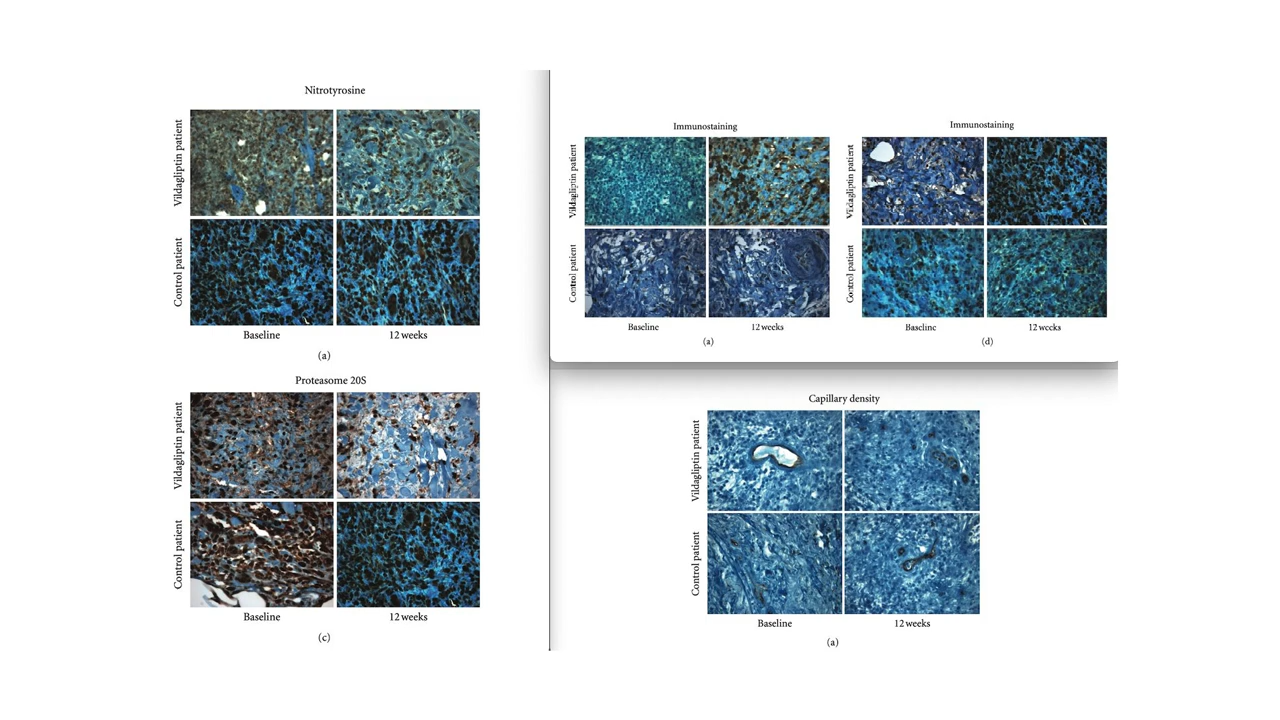 Nitrotyrosine
Vildagliptin patient
Control patient
Baseline
12 weeks
(a)
Proteasome 20S
Vildagliptin patient
Control patient
Baseline
12 weeks
(c)
Immunostaining
Vildagliptin patient
Control patient
Baseline
12 weeks
(a)
Immunostaining
Vildagliptin patient
Control patient
Baseline
12 weeks
(d)
Capillary density
Vildagliptin patient
Control patient
Baseline
12 weeks
(a)